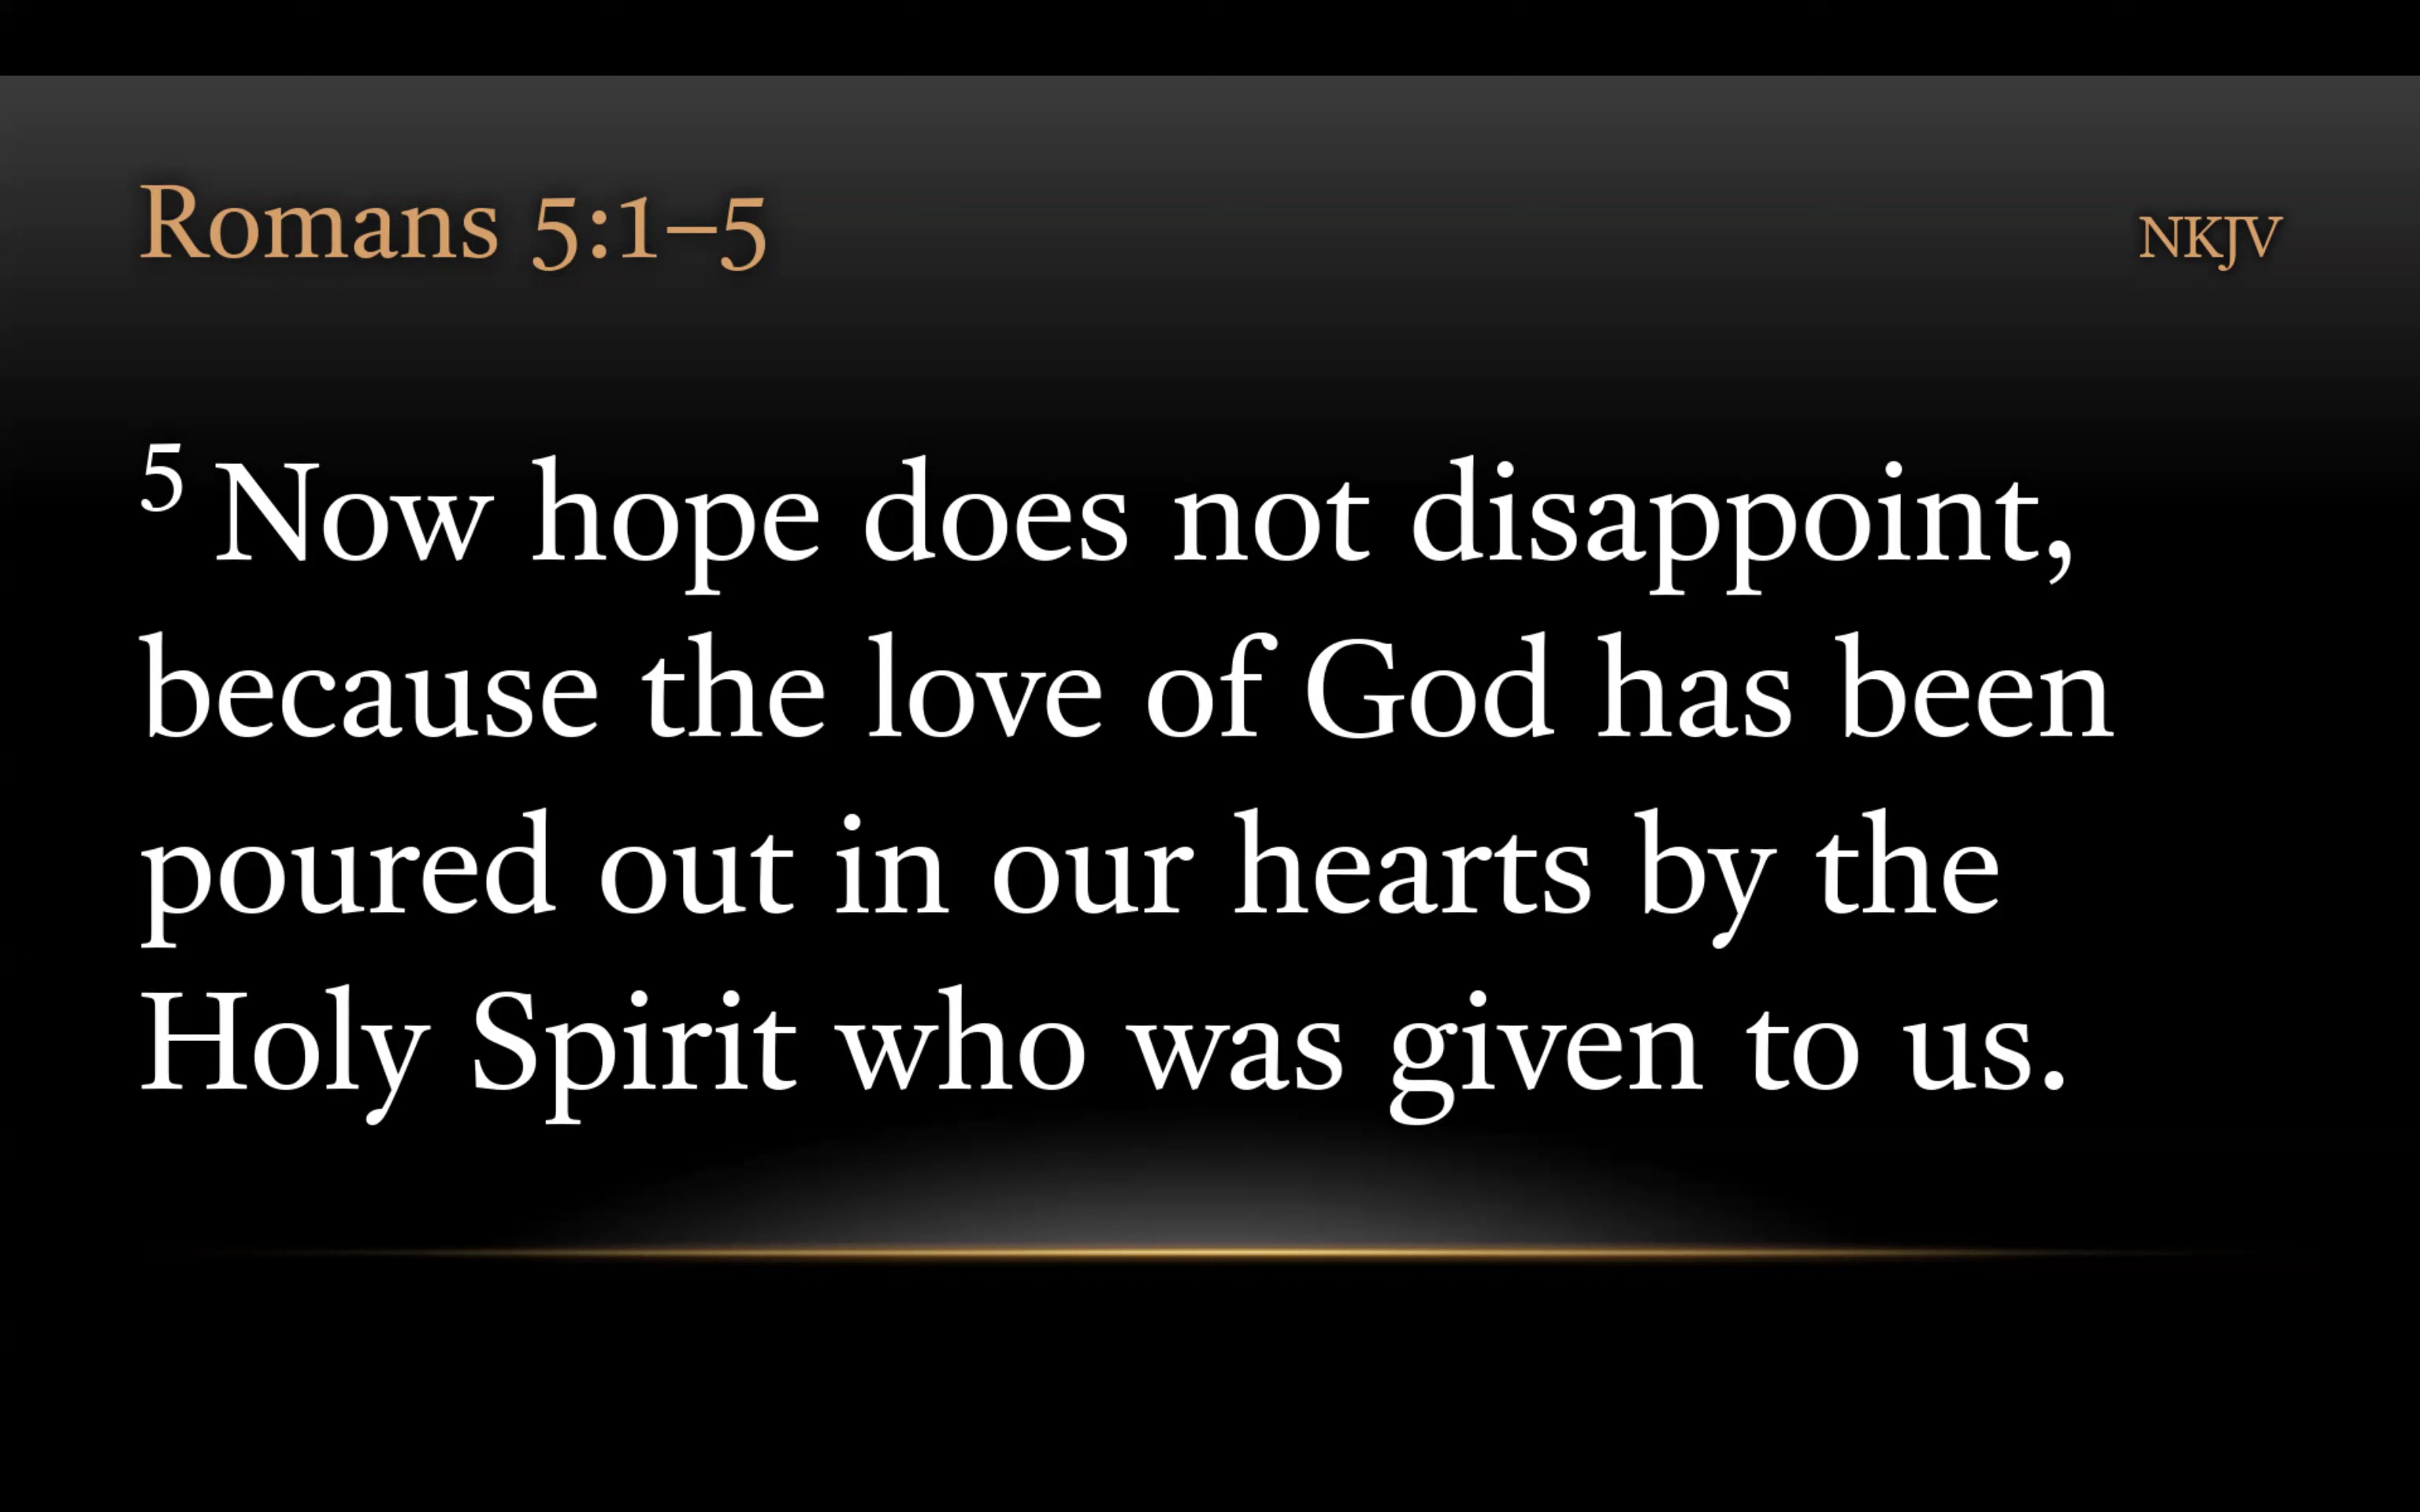 Romans 5:1–5
NKJV
5 Now hope does not disappoint,
because the love of God has been
poured out in our hearts by the
Holy Spirit who was given to us.